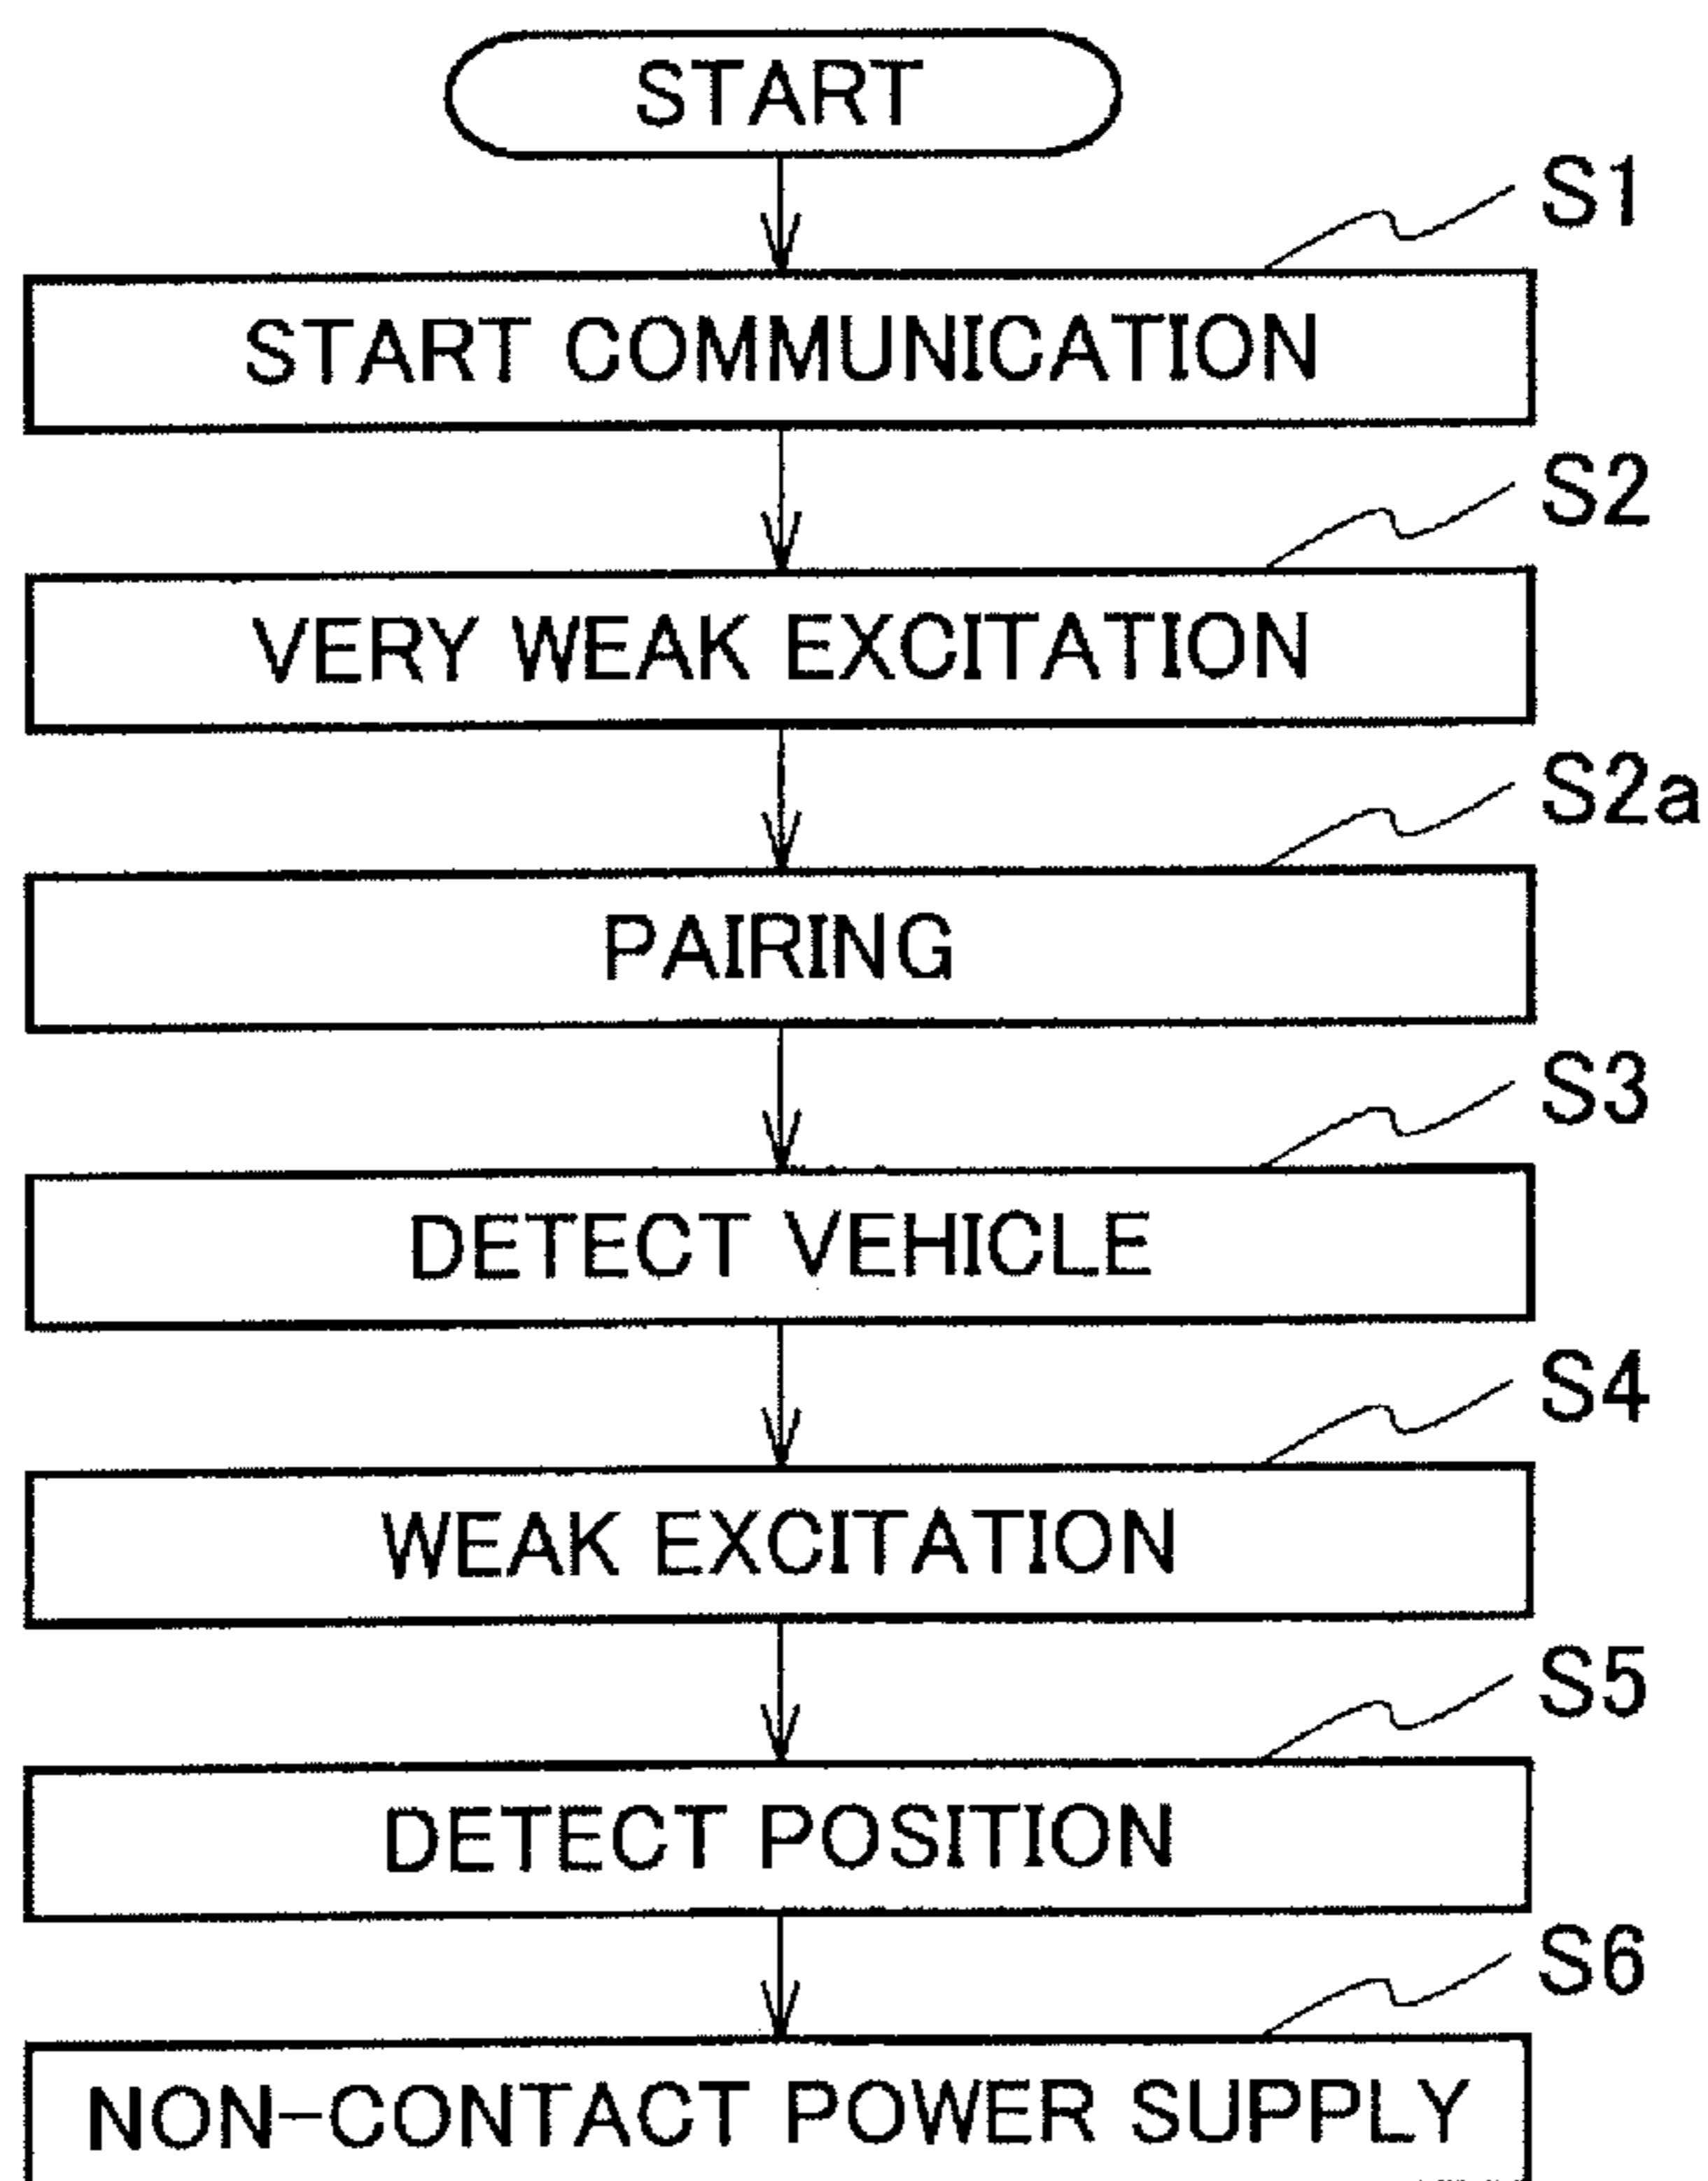 START
S1
START COMMUNICATION
S2
VERY WEAK EXCITATION
S2a
PAIRING
S3
DETECT VEHICLE
S4
WEAK EXCITATION
S5
DETECT POSITION
S6
NON-CONTACT POWER SUPPLY